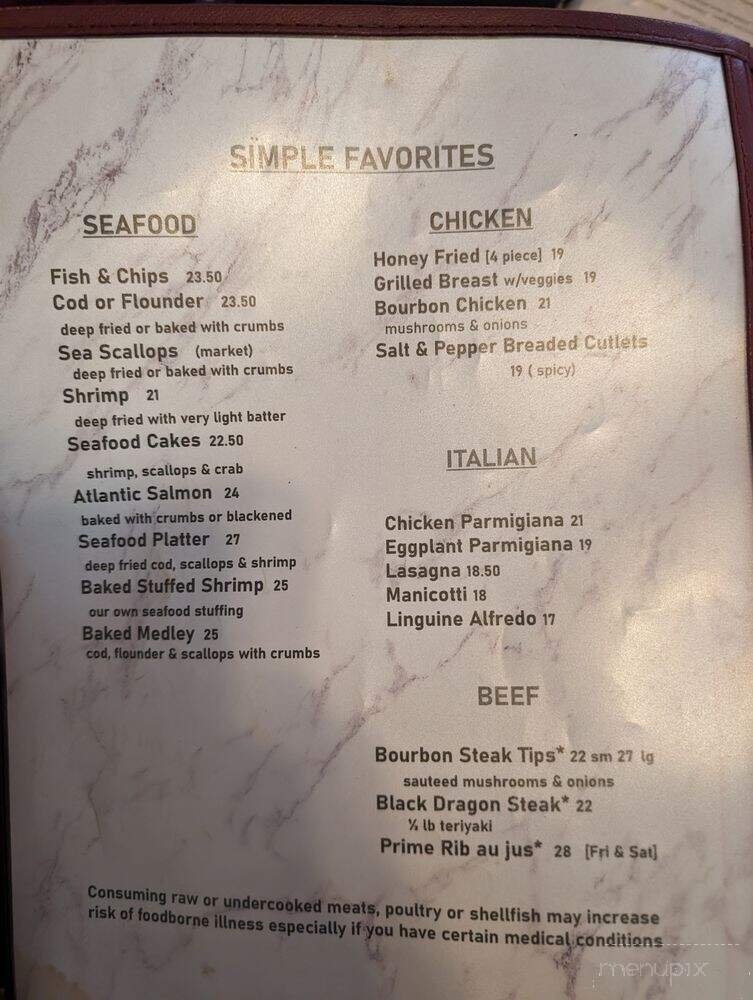 SIMPLE FAVORITES
SEAFOOD
Fish & Chips 23.50
Cod or Flounder 23.50
deep fried or baked with crumbs
Sea Scallops (market)
deep fried or baked with crumbs
Shrimp 21
deep fried with very light batter
Seafood Cakes 22.50
shrimp, scallops & crab
Atlantic Salmon 24
baked with crumbs or blackened
Seafood Platter 27
deep fried cod, scallops & shrimp
Baked Stuffed Shrimp 25
our own seafood stuffing
Baked Medley 25
cod, flounder & scallops with crumbs
CHICKEN
Honey Fried [4 piece] 19
Grilled Breast w/veggies 19
Bourbon Chicken 21
mushrooms & onions
Salt & Pepper Breaded Cutlets
19 ( spicy)
ITALIAN
Chicken Parmigiana 21
Eggplant Parmigiana 19
Lasagna 18.50
Manicotti 18
Linguine Alfredo 17
BEEF
Bourbon Steak Tips* 22 sm 27 lg
sauteed mushrooms & onions
Black Dragon Steak* 22
½ lb teriyaki
Prime Rib au jus* 28 [Fri & Sat]
Consuming raw or undercooked meats, poultry or shellfish may increase
risk of foodborne illness especially if you have certain medical conditions
menupix